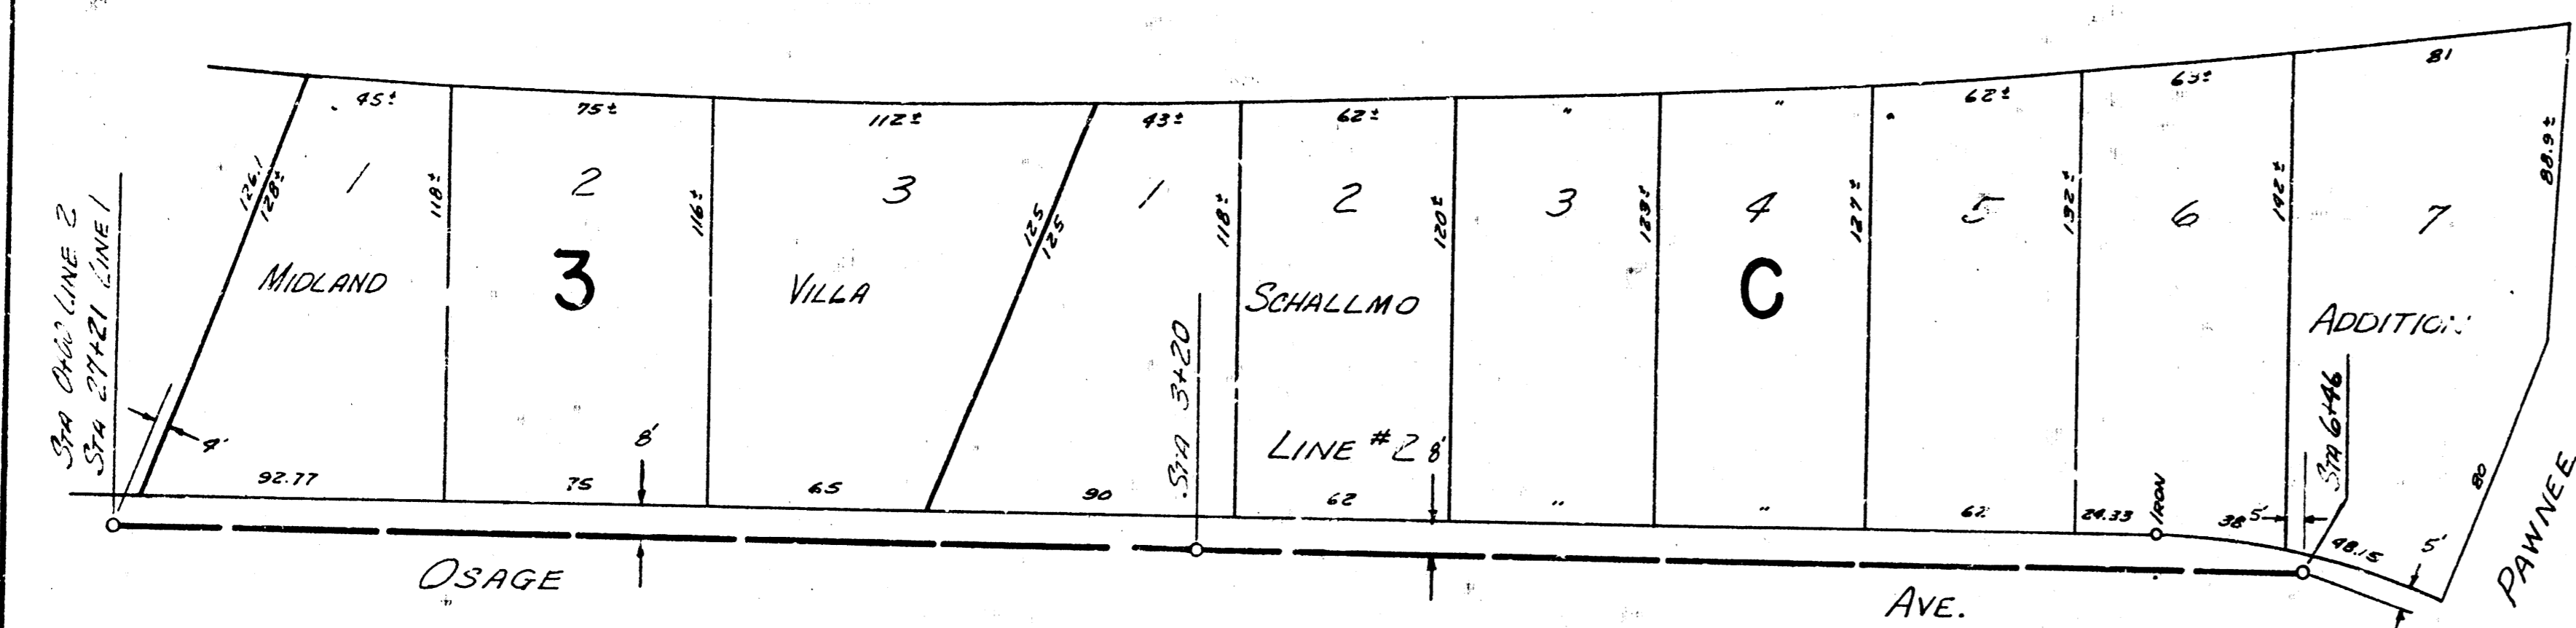 45± 75± 112± 43± 62± " " 62± 63± 81
126.1 128± 118± 116± 125 125 118± 120± 123± 127± 132± 142± 88.9±
1 2 3 1 2 3 4 5 6 7
STA 0+00 LINE 2
STA 27+21 LINE 1
MIDLAND 3 VILLA SCHALLMO C ADDITION
STA 3+20
STA 6+46
4' 8' LINE #2 8'
92.77 75 65 90 62 " " 62 24.33 IRON 38 5' 48.15 5' 80
OSAGE AVE. PAWNEE